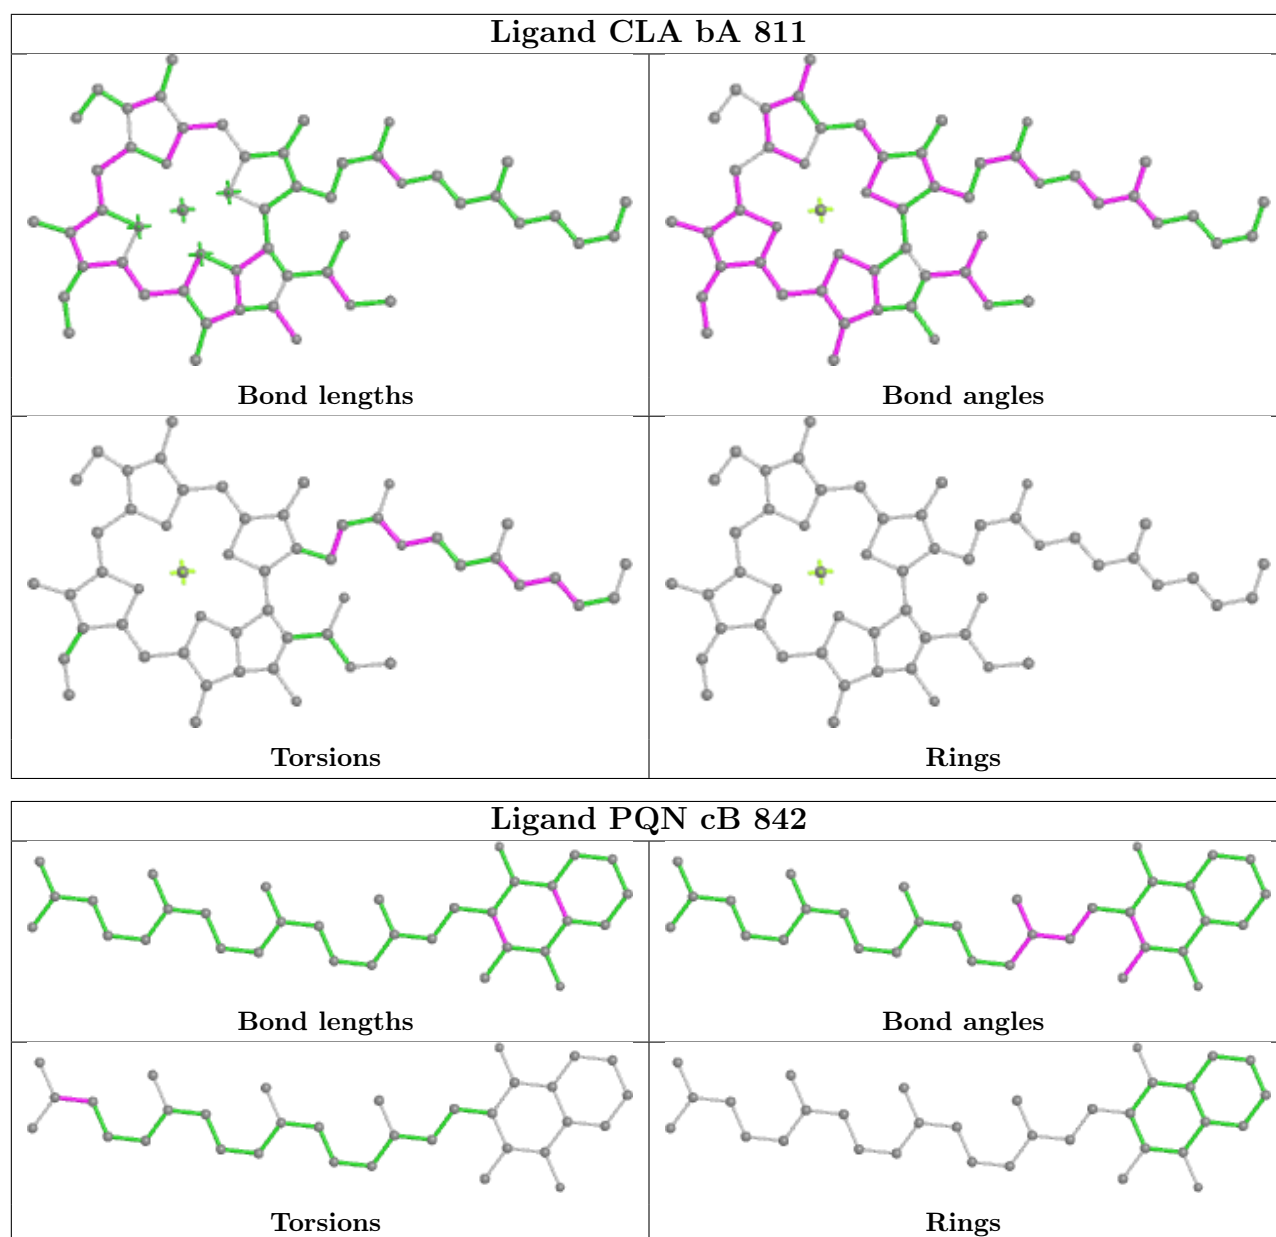 Ligand CLA bA 811
Bond lengths
Bond angles
Torsions
Rings
Ligand PQN cB 842
Bond lengths
Bond angles
Torsions
Rings